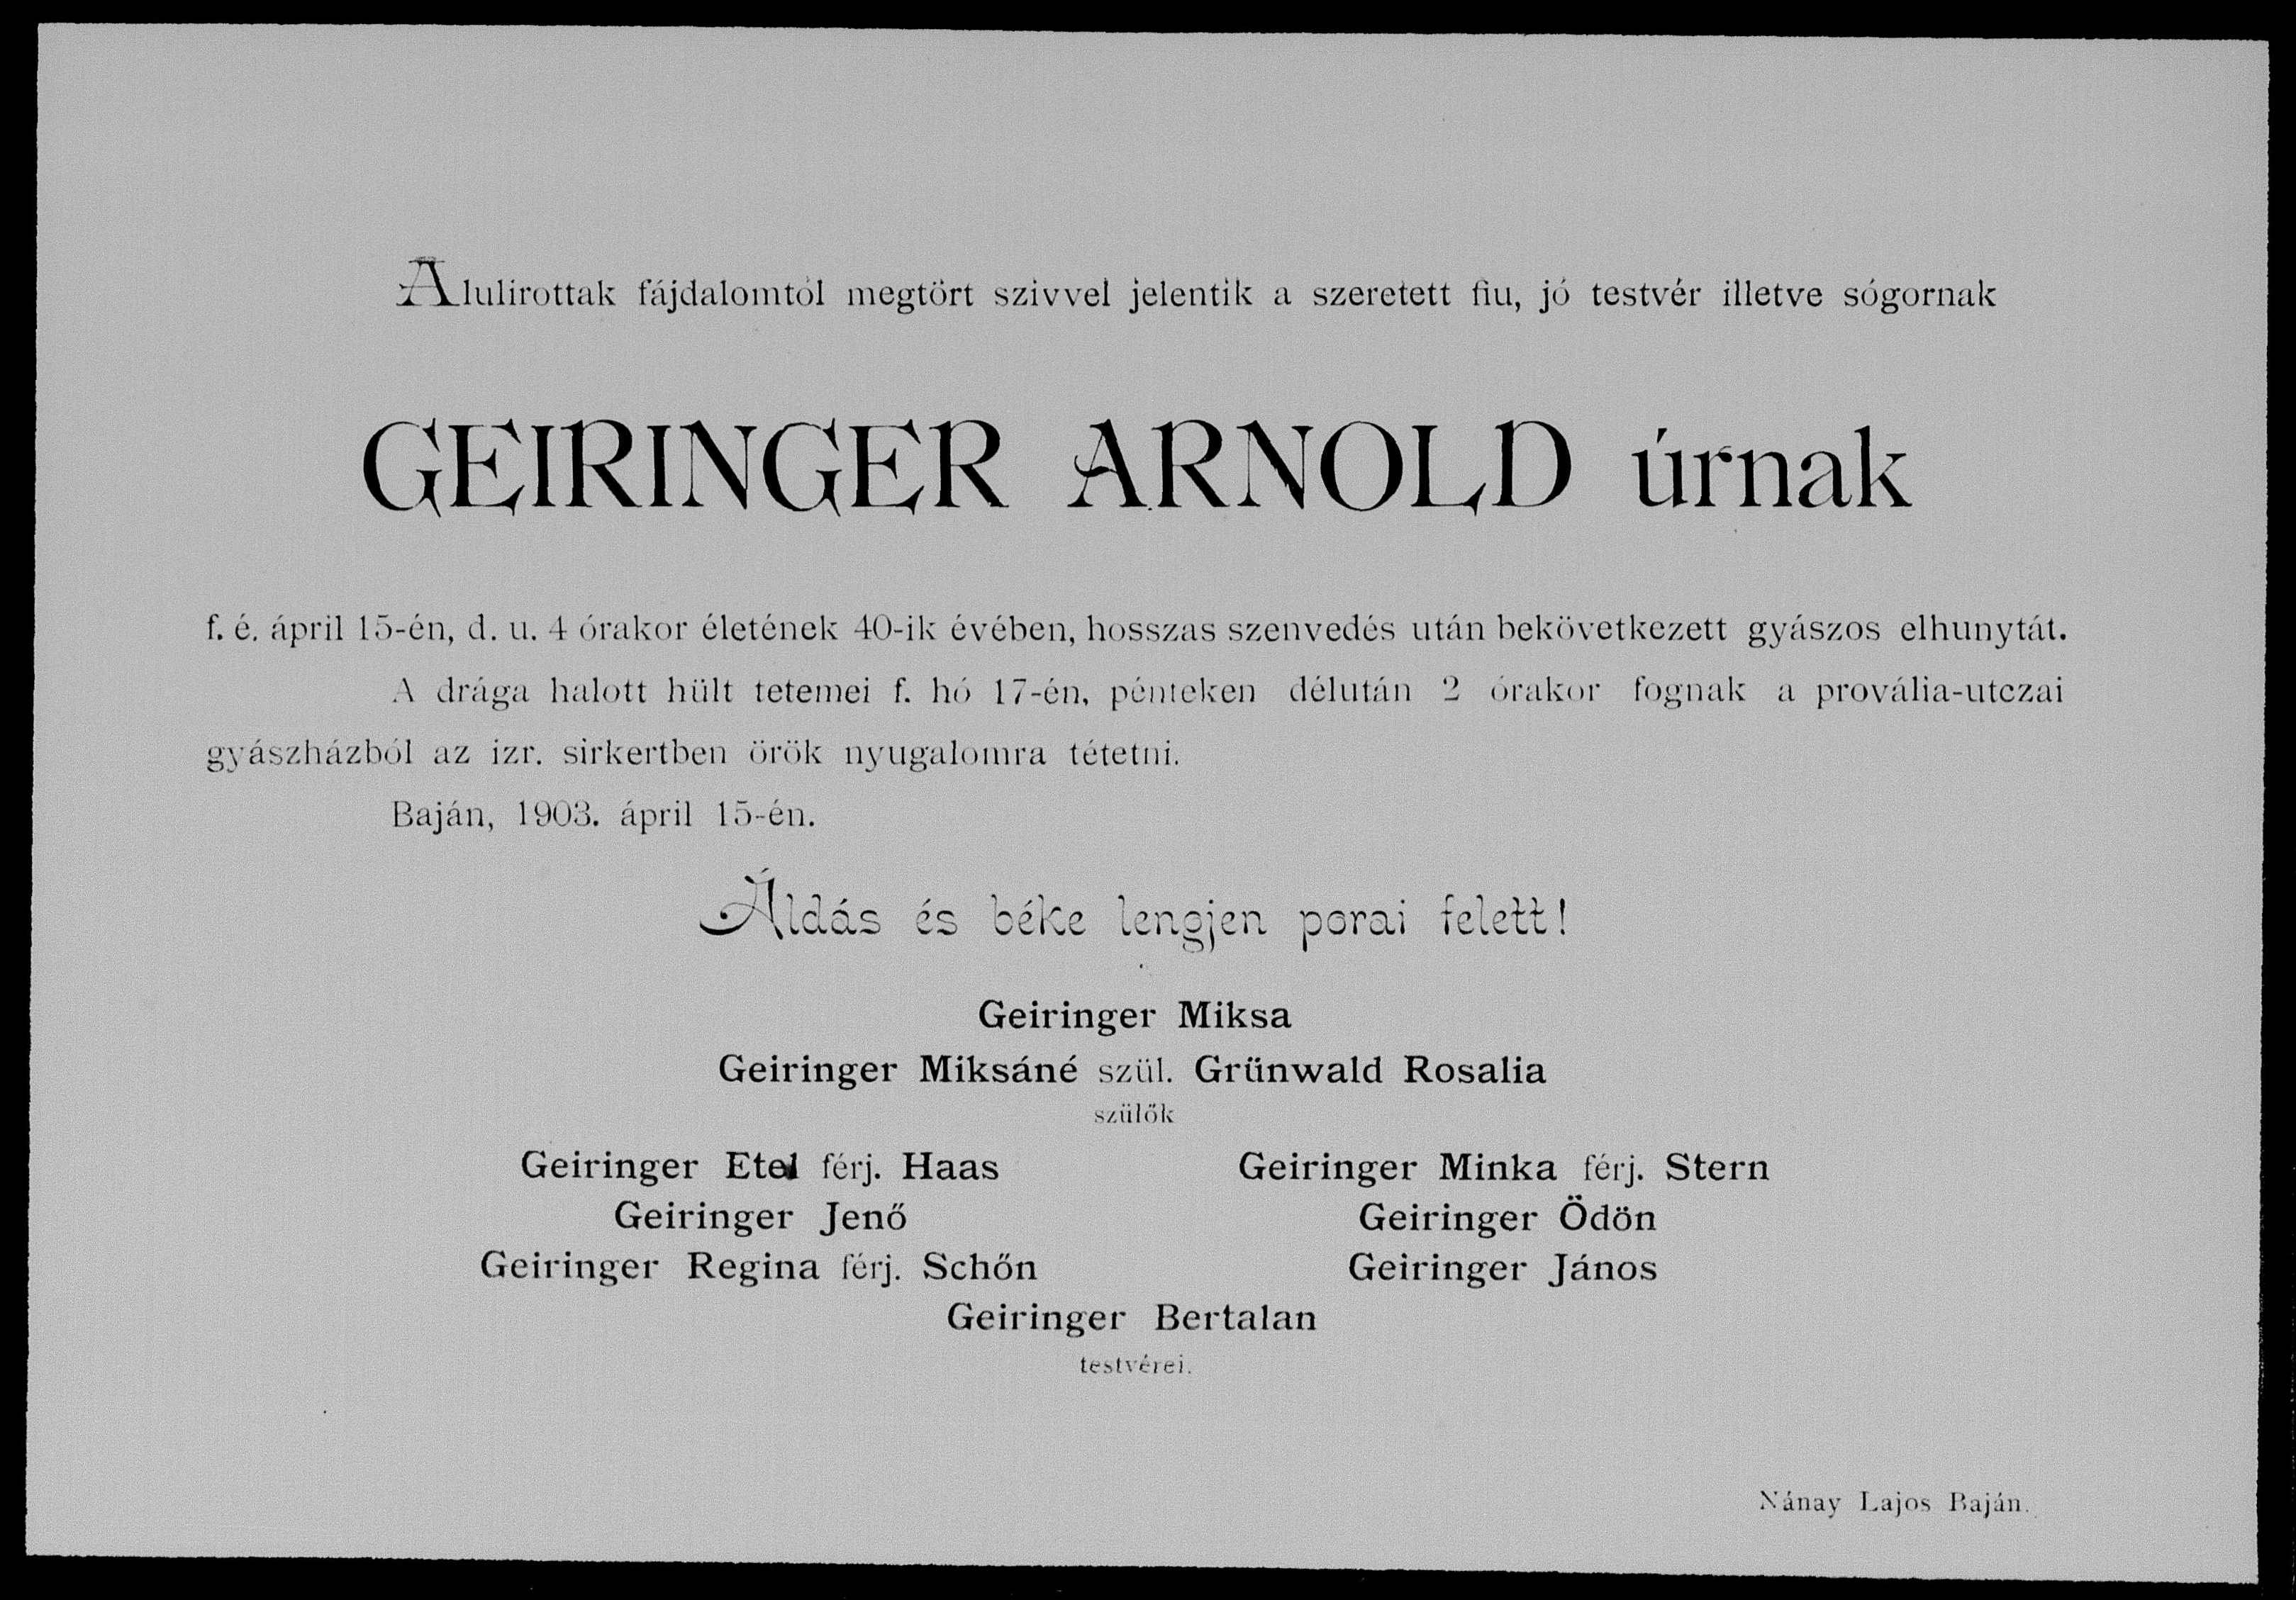 Alulirottak fájdalomtól megtört szivvel jelentik a szeretett fiu, jó testvér illetve sógornak
GEIRINGER ARNOLD úrnak
f. é. ápril 15-én, d. u. 4 órakor életének 40-ik évében, hosszas szenvedés után bekövetkezett gyászos elhunytát.
A drága halott hült tetemei f. hó 17-én, pénteken délután 2 órakor fognak a provália-utczai
gyászházból az izr. sirkertben örök nyugalomra tétetni.
Baján, 1903. ápril 15-én.
Áldás és béke lengjen porai felett!
Geiringer Miksa
Geiringer Miksáné szül. Grünwald Rosalia
szülők
Geiringer Etel férj. Haas
Geiringer Minka férj. Stern
Geiringer Jenő
Geiringer Ödön
Geiringer Regina férj. Schőn
Geiringer János
Geiringer Bertalan
testvérei.
Nánay Lajos Baján.